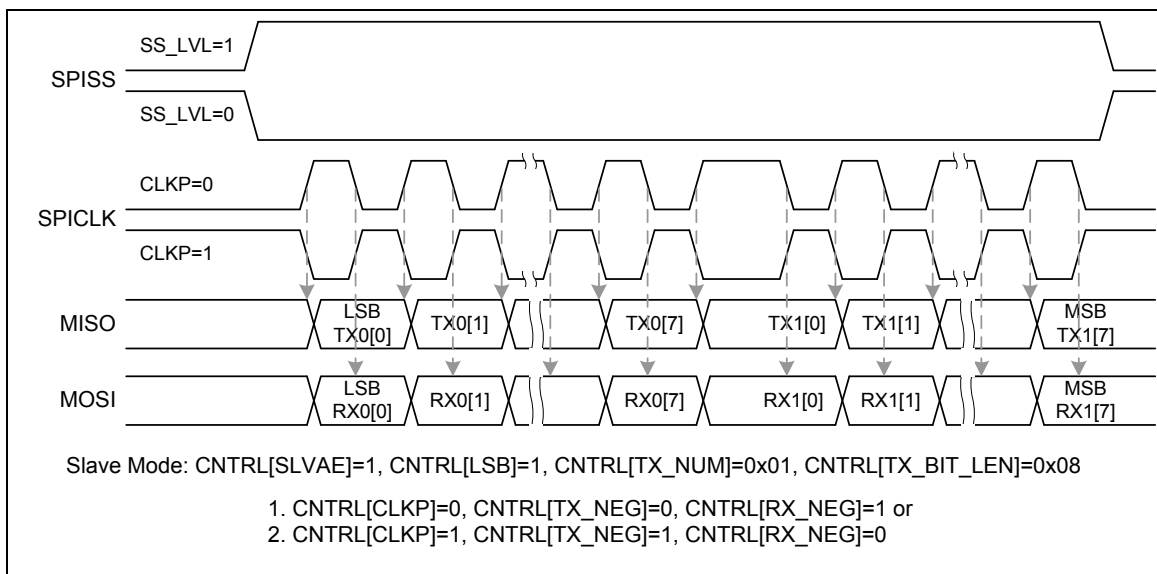 SS_LVL=1
SPISS
SS_LVL=0
CLKP=0
SPICLK
CLKP=1
MISO
LSB
TX0[0]
TX0[1]
TX0[7]
TX1[0]
TX1[1]
MSB
TX1[7]
MOSI
LSB
RX0[0]
RX0[1]
RX0[7]
RX1[0]
RX1[1]
MSB
RX1[7]
Slave Mode: CNTRL[SLVAE]=1, CNTRL[LSB]=1, CNTRL[TX_NUM]=0x01, CNTRL[TX_BIT_LEN]=0x08
1. CNTRL[CLKP]=0, CNTRL[TX_NEG]=0, CNTRL[RX_NEG]=1 or
2. CNTRL[CLKP]=1, CNTRL[TX_NEG]=1, CNTRL[RX_NEG]=0